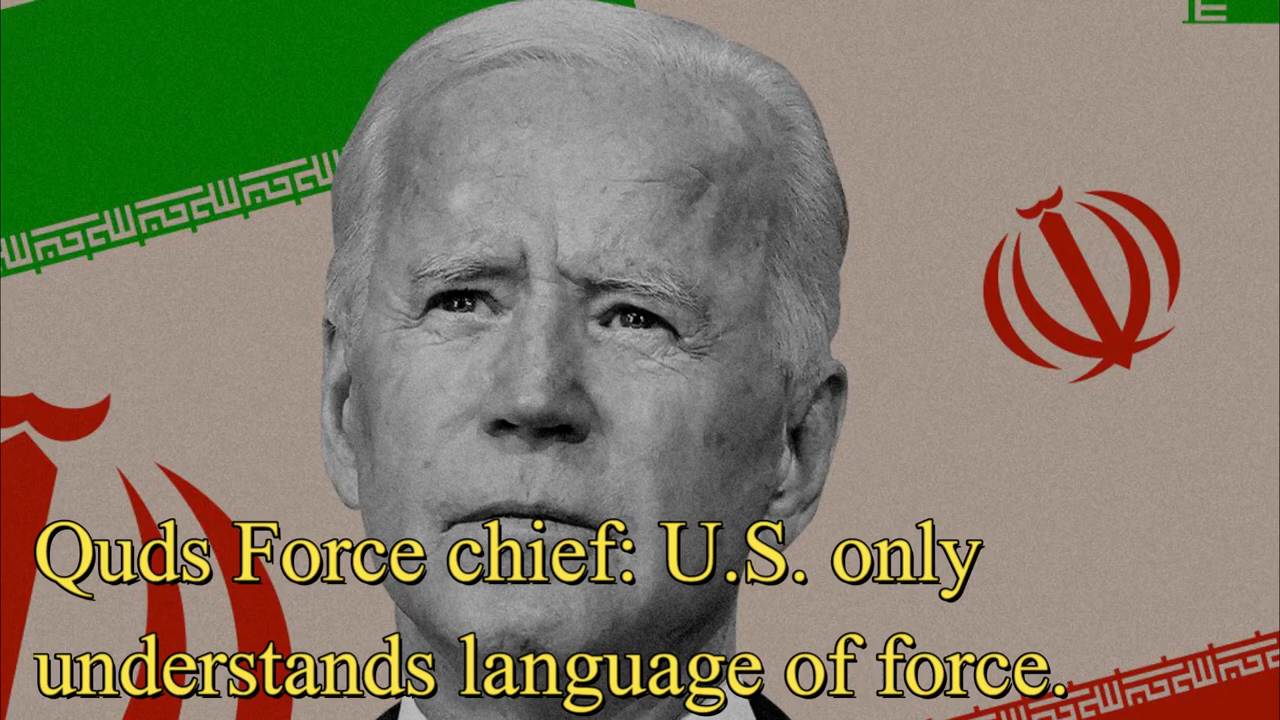 Quds Force chief: U.S. only
understands language of force.